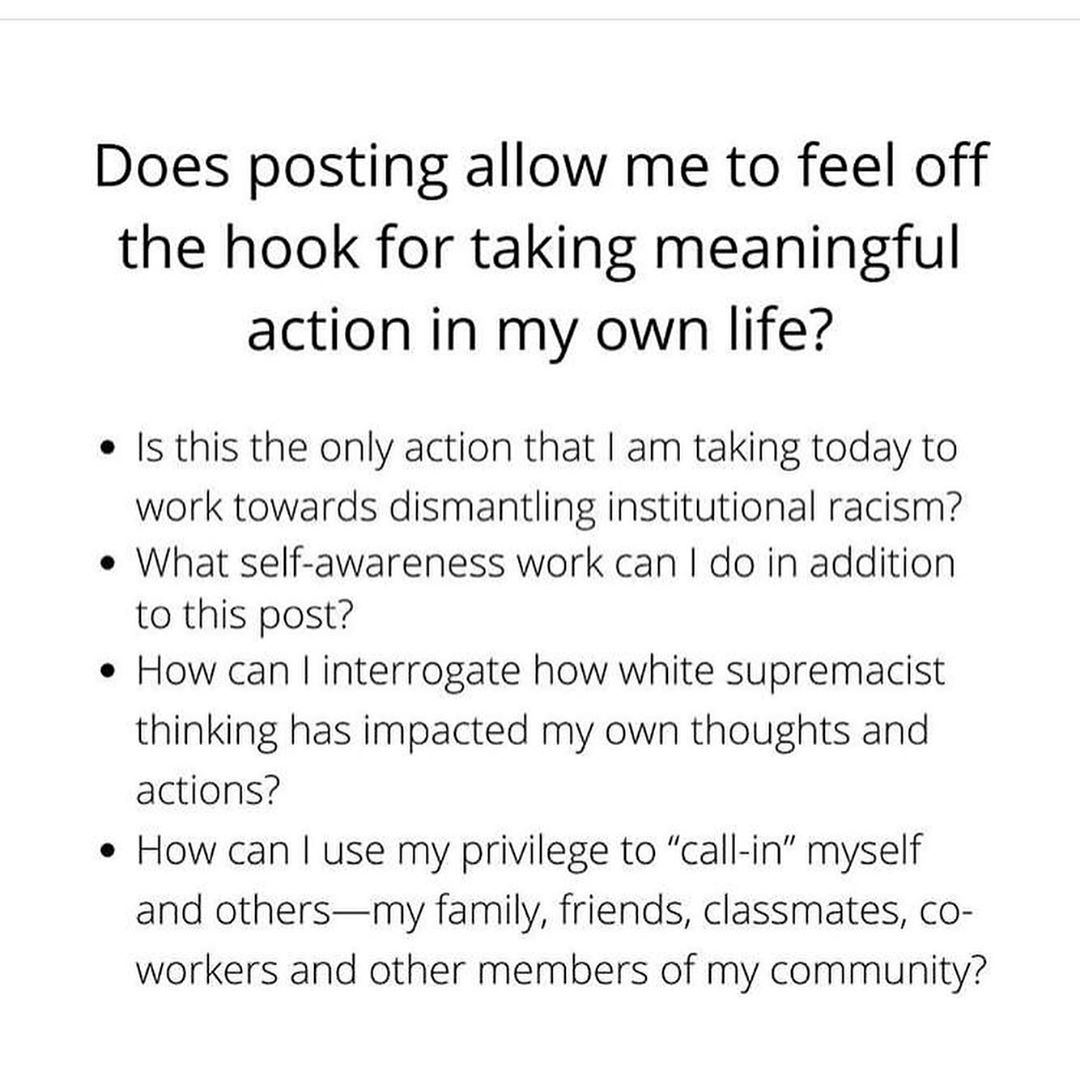 Does posting allow me to feel off
the hook for taking meaningful
action in my own life?
• Is this the only action that I am taking today to
work towards dismantling institutional racism?
• What self-awareness work can I do in addition
to this post?
• How can I interrogate how white supremacist
thinking has impacted my own thoughts and
actions?
• How can I use my privilege to “call-in” myself
and others—my family, friends, classmates, co-
workers and other members of my community?